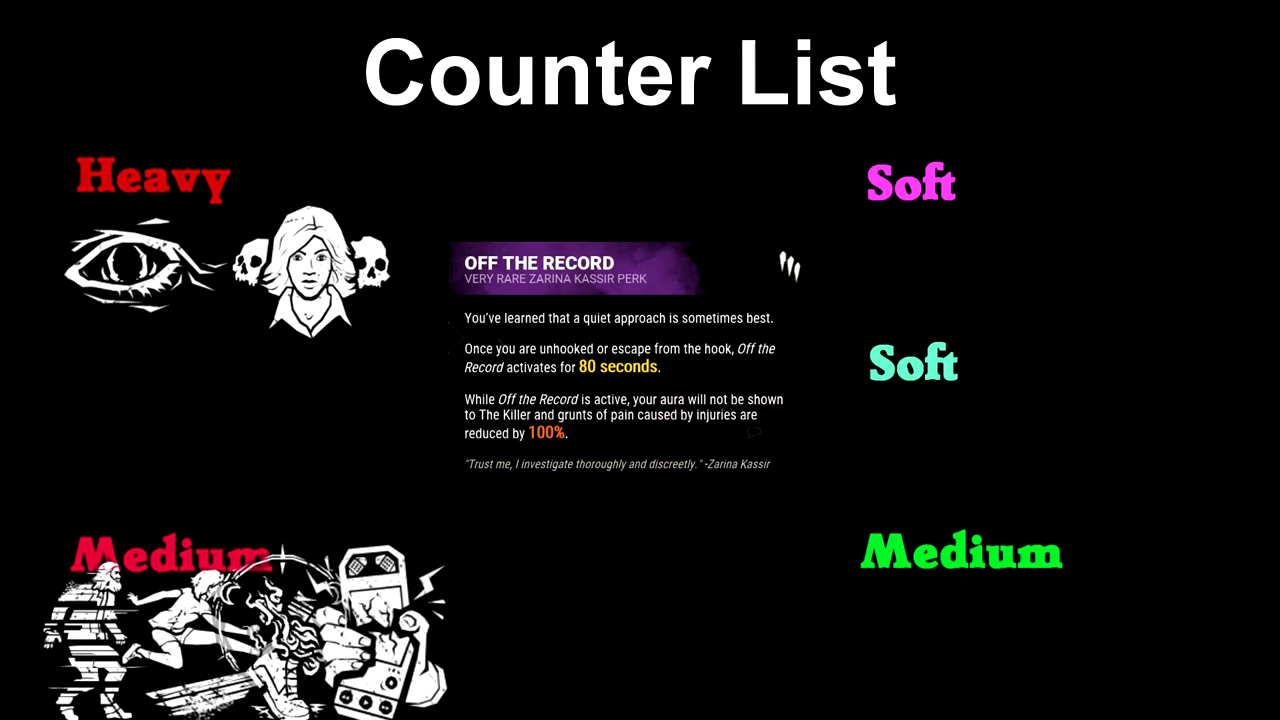 Counter List
Heavy
Soft
OFF THE RECORD
VERY RARE ZARINA KASSIR PERK
You've learned that a quiet approach is sometimes best.
Once you are unhooked or escape from the hook, Off the
Record activates for 80 seconds.
Soft
While Off the Record is active, your aura will not be shown
to The Killer and grunts of pain caused by injuries are
reduced by 100%.
"Trust me, I investigate thoroughly and discreetly." -Zarina Kassir
Medium
Medium